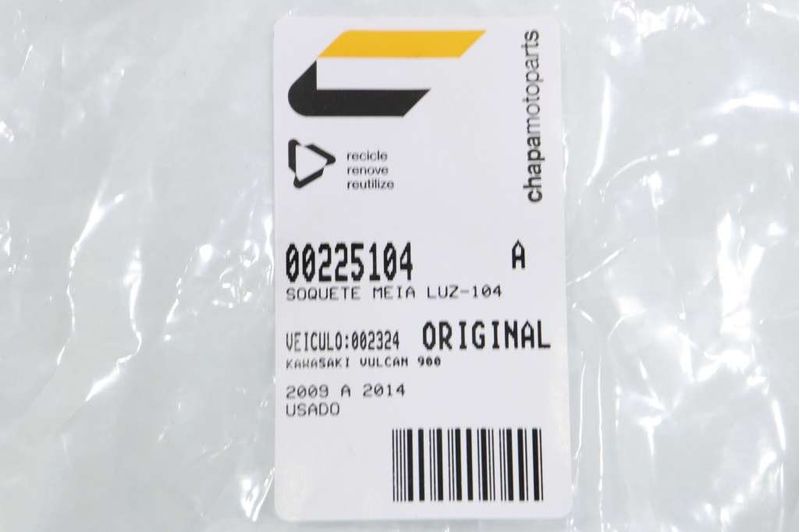 chapamotoparts
recicle
renove
reutilize
00225104 A
SOQUETE MEIA LUZ-104
VEICULO:002324 ORIGINAL
KAWASAKI VULCAN 900
2009 A 2014
USADO